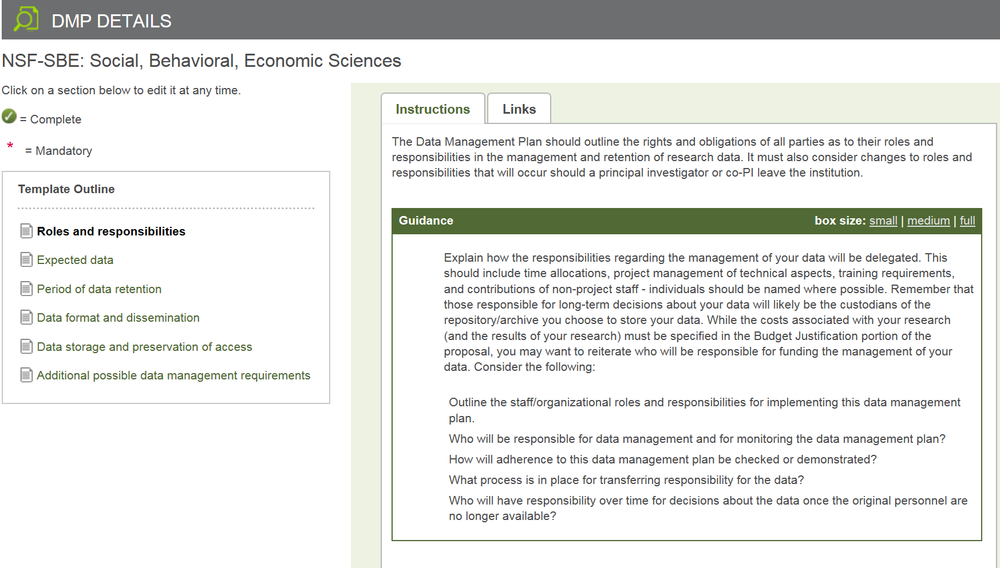 DMP DETAILS
NSF-SBE: Social, Behavioral, Economic Sciences
Click on a section below to edit it at any time.
= Complete
* = Mandatory
Template Outline
Roles and responsibilities
Expected data
Period of data retention
Data format and dissemination
Data storage and preservation of access
Additional possible data management requirements
Instructions
Links
The Data Management Plan should outline the rights and obligations of all parties as to their roles and
responsibilities in the management and retention of research data. It must also consider changes to roles and
responsibilities that will occur should a principal investigator or co-PI leave the institution.
Guidance
box size: small | medium | full
Explain how the responsibilities regarding the management of your data will be delegated. This
should include time allocations, project management of technical aspects, training requirements,
and contributions of non-project staff - individuals should be named where possible. Remember that
those responsible for long-term decisions about your data will likely be the custodians of the
repository/archive you choose to store your data. While the costs associated with your research
(and the results of your research) must be specified in the Budget Justification portion of the
proposal, you may want to reiterate who will be responsible for funding the management of your
data. Consider the following:
Outline the staff/organizational roles and responsibilities for implementing this data management
plan.
Who will be responsible for data management and for monitoring the data management plan?
How will adherence to this data management plan be checked or demonstrated?
What process is in place for transferring responsibility for the data?
Who will have responsibility over time for decisions about the data once the original personnel are
no longer available?